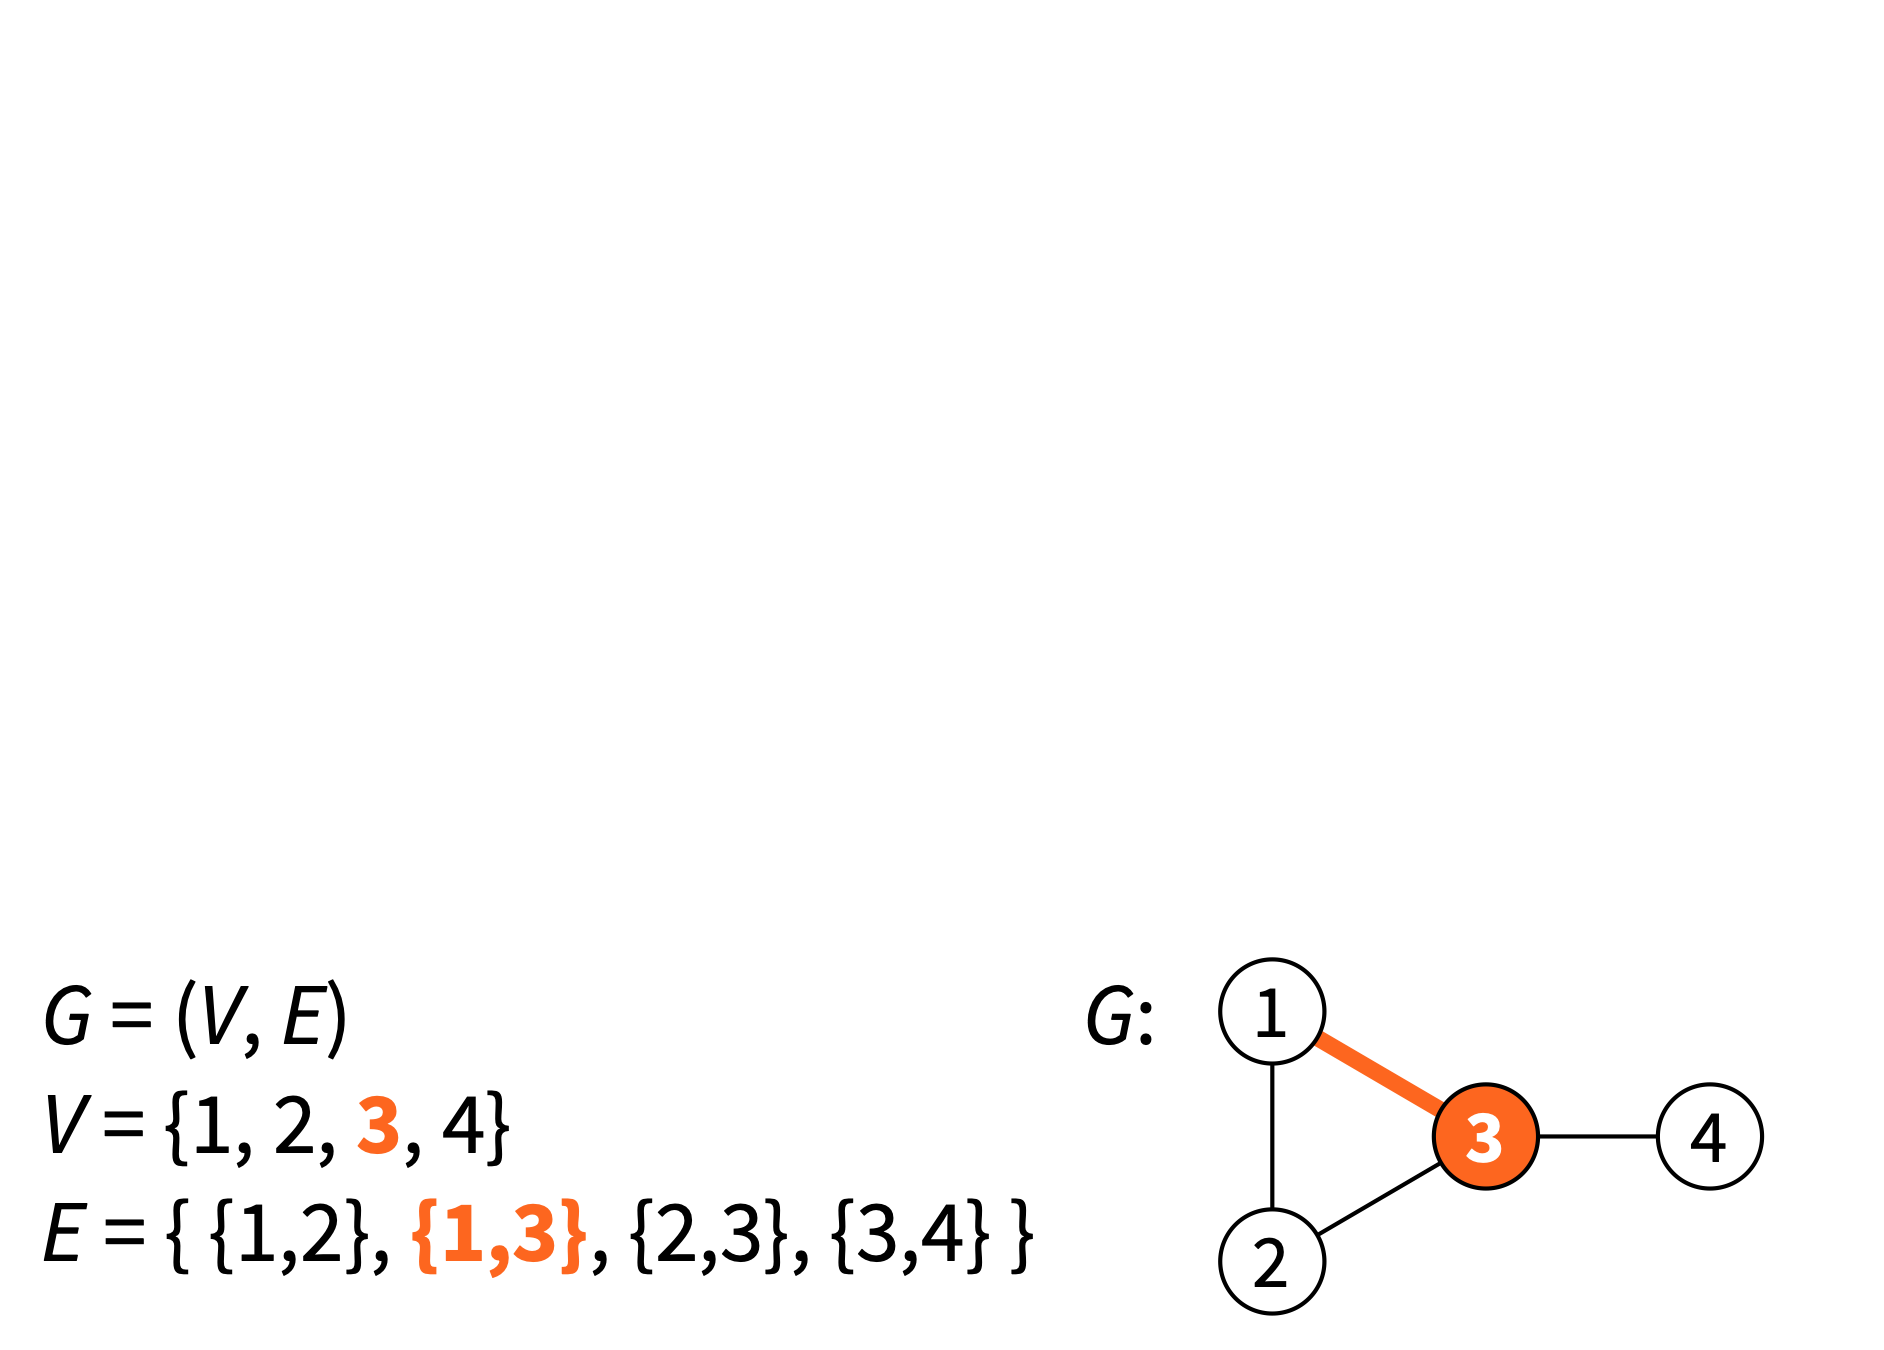 G = (V, E)
V = {1, 2, 3, 4}
E = { {1,2}, {1,3}, {2,3}, {3,4} }
G:
1
3
4
2